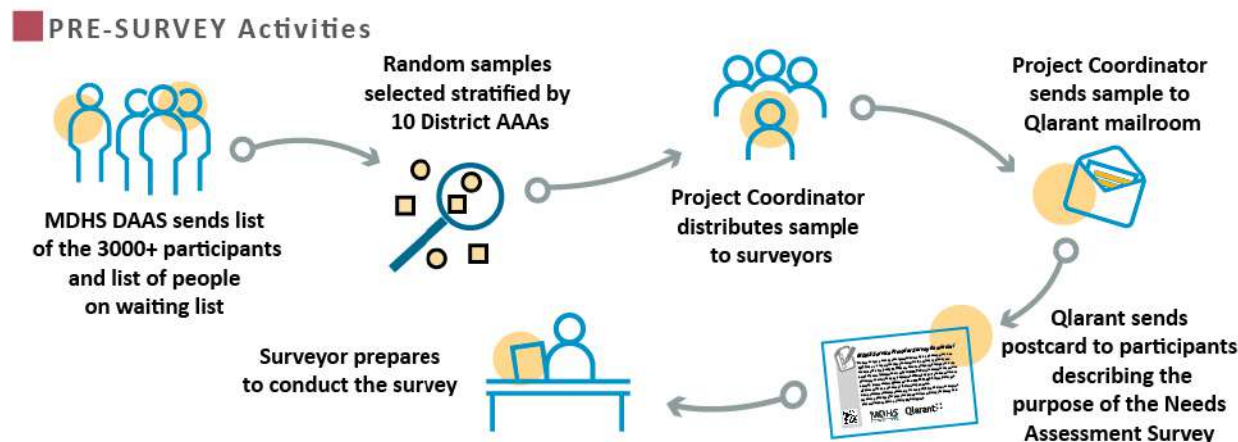 PRE-SURVEY Activities
MDHS DAAS sends list
of the 3000+ participants
and list of people
on waiting list
Random samples
selected stratified by
10 District AAAs
Project Coordinator
distributes sample
to surveyors
Project Coordinator
sends sample to
Qlarant mailroom
Qlarant sends
postcard to participants
describing the
purpose of the Needs
Assessment Survey
MDHS Qlarant
Surveyor prepares
to conduct the survey